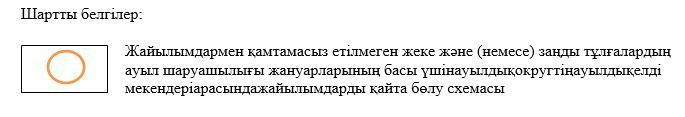 Шартты белгілер:
Жайылымдармен қамтамасыз етілмеген жеке және (немесе) заңды тұлғалардың
ауыл шаруашылығы жануарларының басы үшінауылдықокругтіңауылдықелді
мекендеріарасындажайылымдарды қайта бөлу схемасы